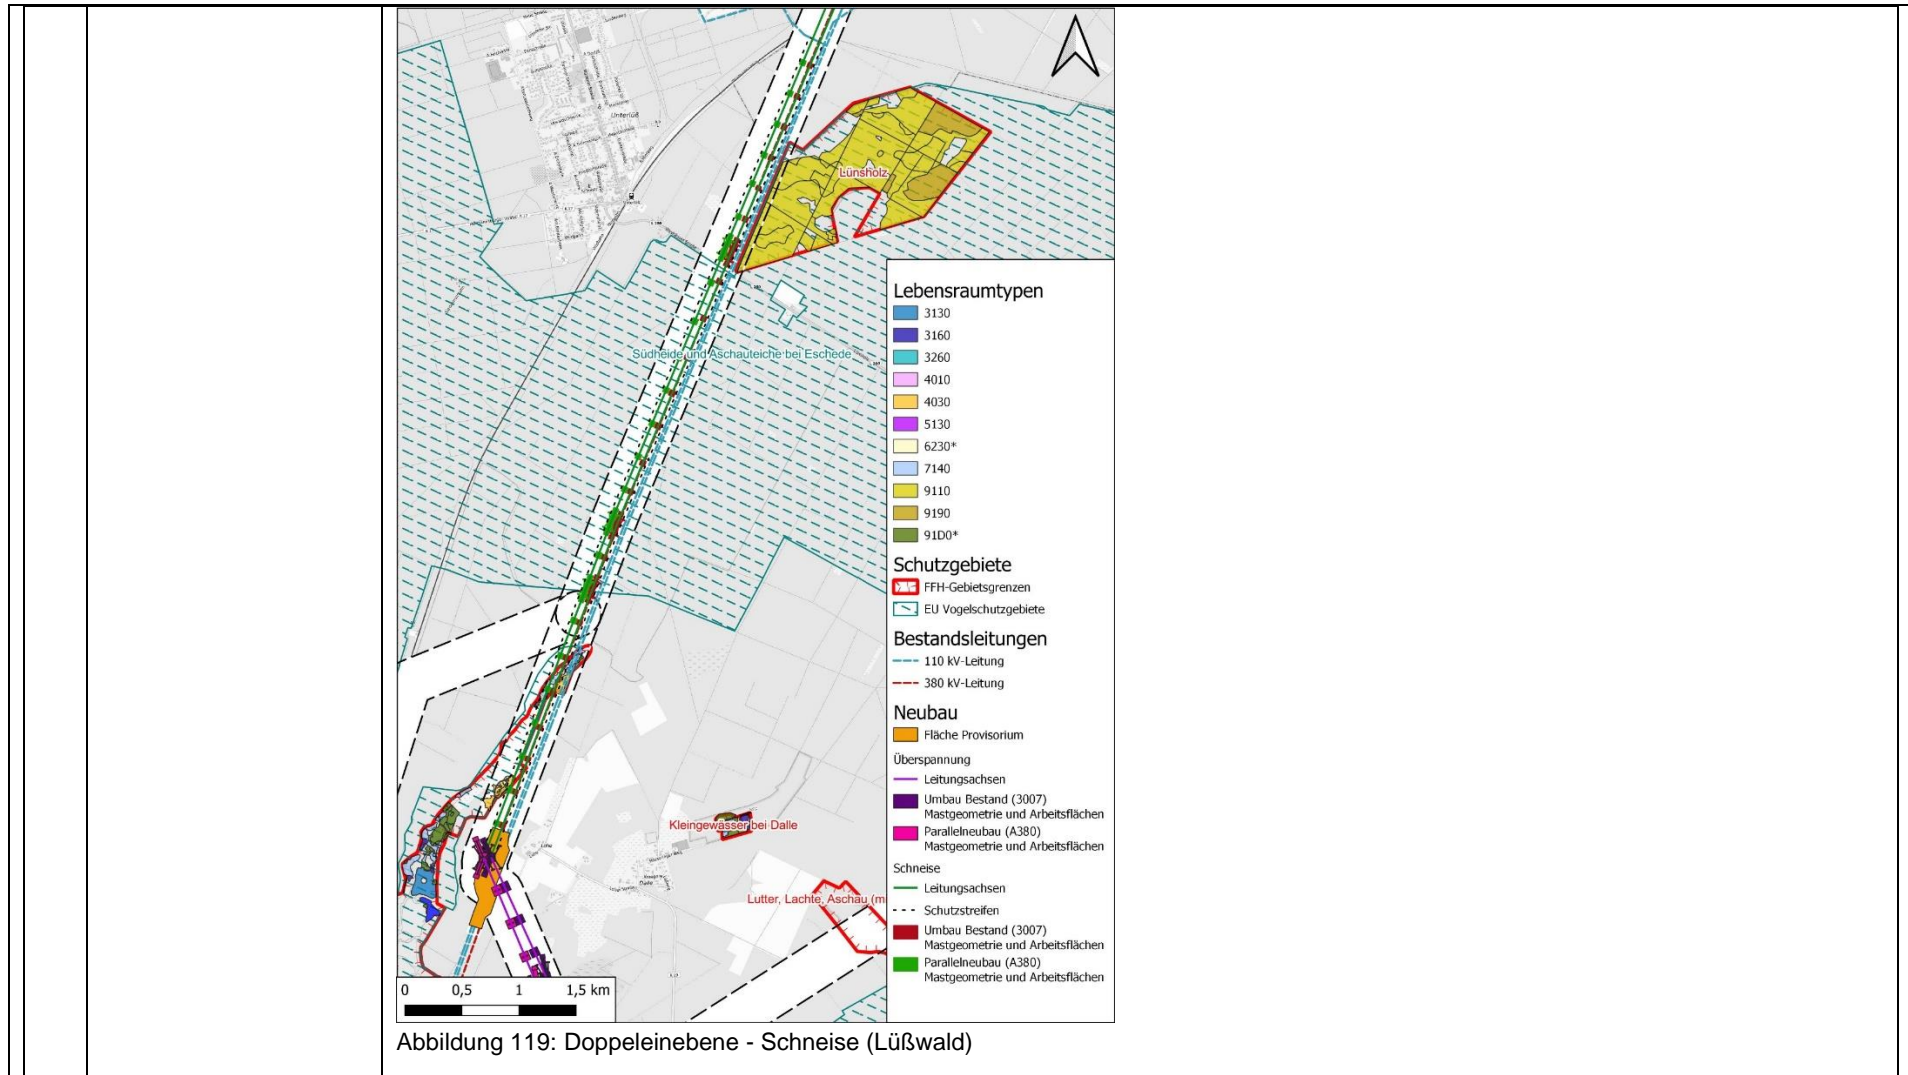 Unterlüß
Lünsholz
Südheide und Aschauteiche bei Eschede
Kleingewässer bei Dalle
Dalle
Lutter, Lachte, Aschau (m
Lebensraumtypen
3130
3160
3260
4010
4030
5130
6230*
7140
9110
9190
91D0*
Schutzgebiete
FFH-Gebietsgrenzen
EU Vogelschutzgebiete
Bestandsleitungen
110 kV-Leitung
380 kV-Leitung
Neubau
Fläche Provisorium
Überspannung
Leitungsachsen
Umbau Bestand (3007)
Mastgeometrie und Arbeitsflächen
Parallelneubau (A380)
Mastgeometrie und Arbeitsflächen
Schneise
Leitungsachsen
Schutzstreifen
Umbau Bestand (3007)
Mastgeometrie und Arbeitsflächen
Parallelneubau (A380)
Mastgeometrie und Arbeitsflächen
0 0,5 1 1,5 km
Abbildung 119: Doppeleinebene - Schneise (Lüßwald)